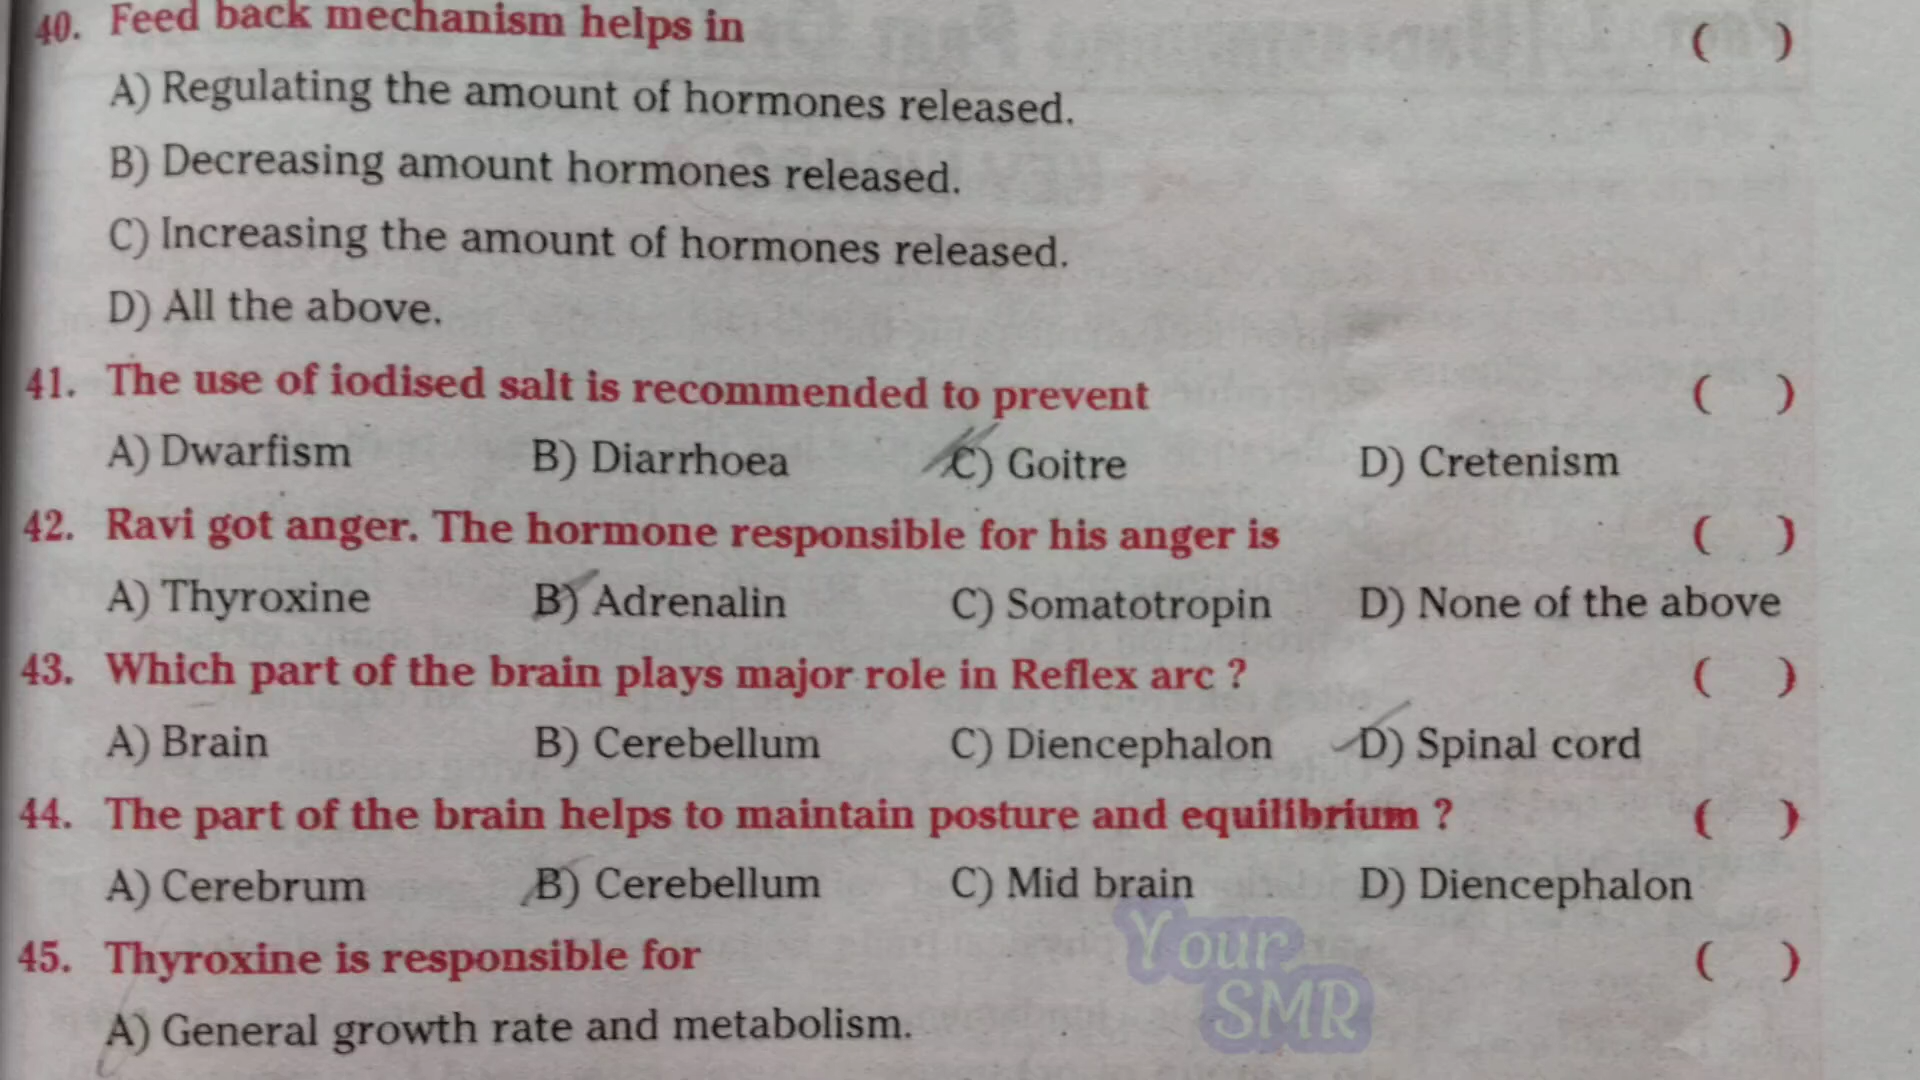 40. Feed back mechanism helps in ( )
A) Regulating the amount of hormones released.
B) Decreasing amount hormones released.
C) Increasing the amount of hormones released.
D) All the above.
41. The use of iodised salt is recommended to prevent ( )
A) Dwarfism B) Diarrhoea C) Goitre D) Cretenism
42. Ravi got anger. The hormone responsible for his anger is ( )
A) Thyroxine B) Adrenalin C) Somatotropin D) None of the above
43. Which part of the brain plays major role in Reflex arc ? ( )
A) Brain B) Cerebellum C) Diencephalon D) Spinal cord
44. The part of the brain helps to maintain posture and equilibrium ? ( )
A) Cerebrum B) Cerebellum C) Mid brain D) Diencephalon
45. Thyroxine is responsible for ( )
A) General growth rate and metabolism.
Your
SMR